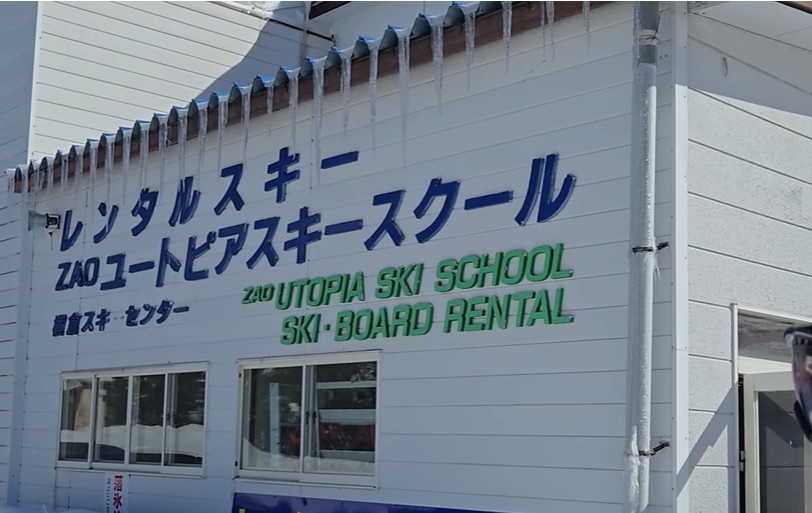 レンタルスキー
ZAOユートピアスキースクール
横倉スキーセンター
ZAO UTOPIA SKI SCHOOL
SKI・BOARD RENTAL